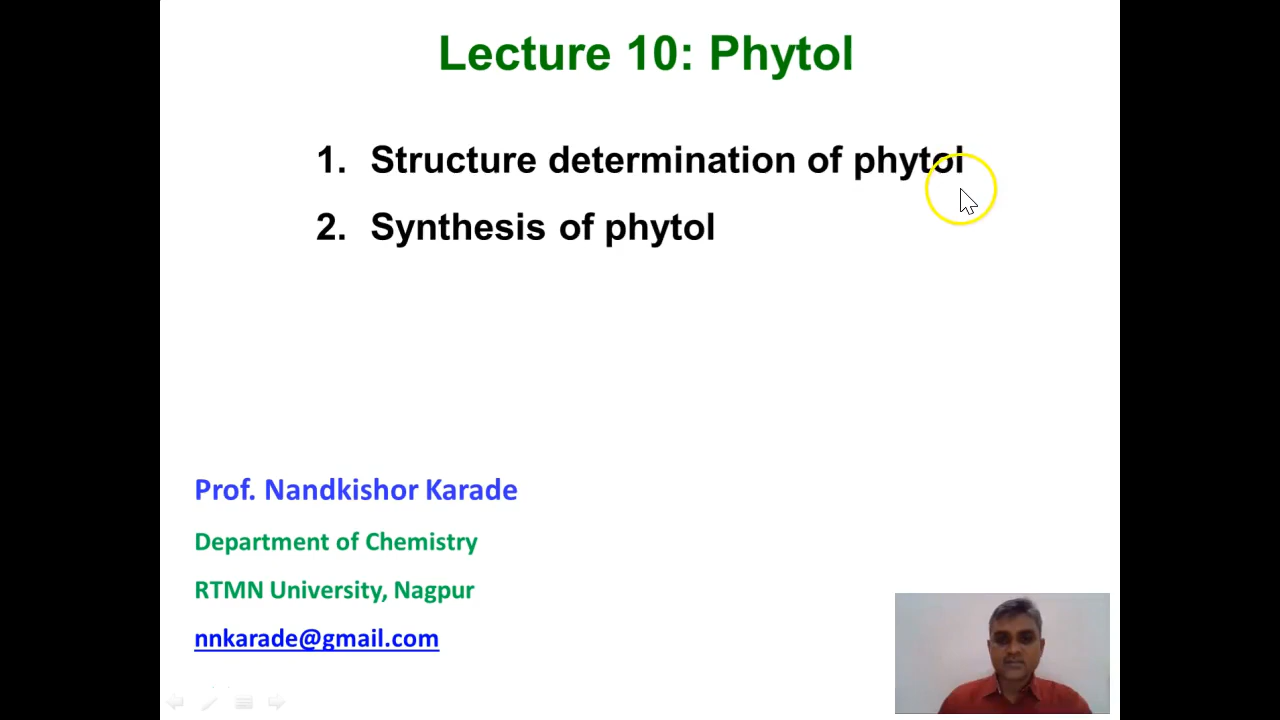 Lecture 10: Phytol
1. Structure determination of phytol
2. Synthesis of phytol
Prof. Nandkishor Karade
Department of Chemistry
RTMN University, Nagpur
nnkarade@gmail.com